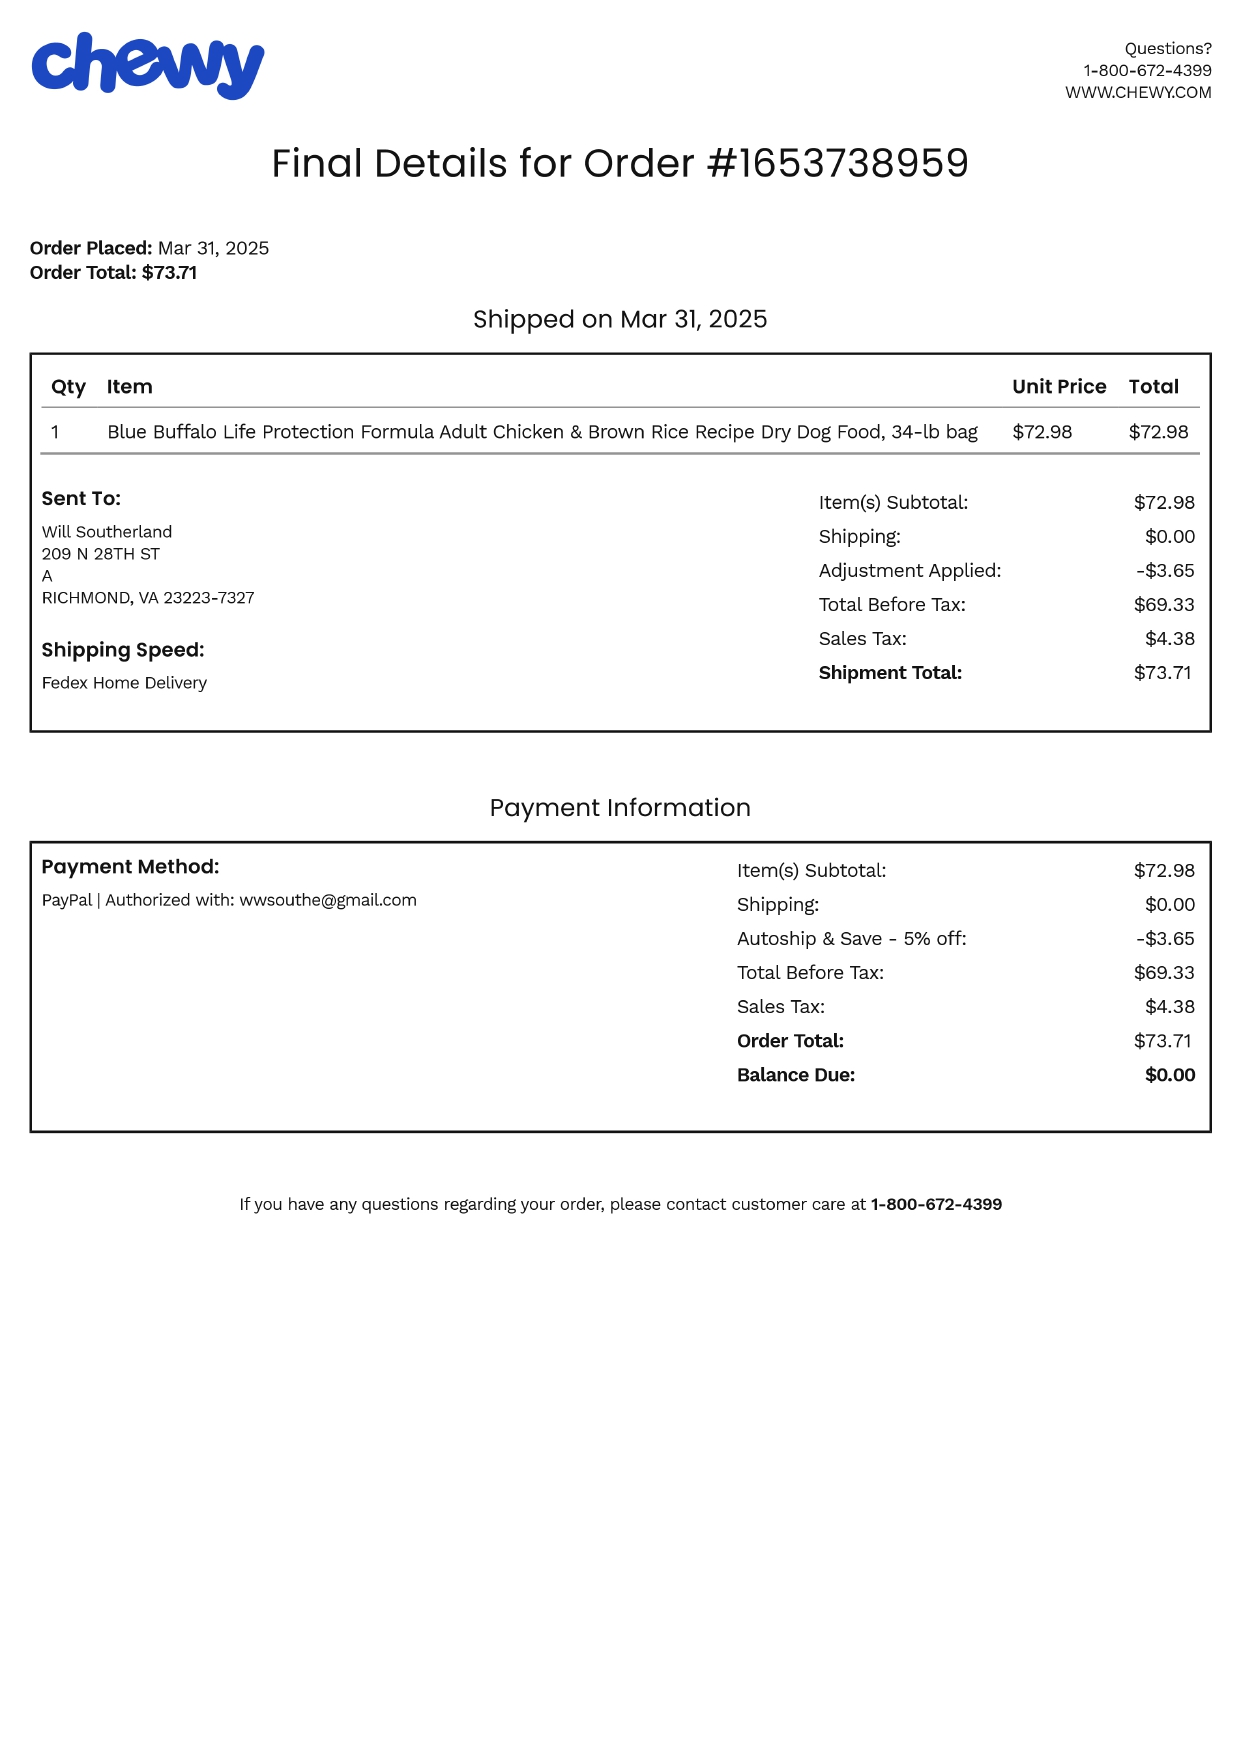 chewy
Questions?
1-800-672-4399
WWW.CHEWY.COM
Final Details for Order #1653738959
Order Placed: Mar 31, 2025
Order Total: $73.71
Shipped on Mar 31, 2025
Qty Item Unit Price Total
1 Blue Buffalo Life Protection Formula Adult Chicken & Brown Rice Recipe Dry Dog Food, 34-lb bag $72.98 $72.98
Sent To:
Will Southerland
209 N 28TH ST
A
RICHMOND, VA 23223-7327
Shipping Speed:
Fedex Home Delivery
Item(s) Subtotal: $72.98
Shipping: $0.00
Adjustment Applied: -$3.65
Total Before Tax: $69.33
Sales Tax: $4.38
Shipment Total: $73.71
Payment Information
Payment Method:
PayPal | Authorized with: wwsouthe@gmail.com
Item(s) Subtotal: $72.98
Shipping: $0.00
Autoship & Save - 5% off: -$3.65
Total Before Tax: $69.33
Sales Tax: $4.38
Order Total: $73.71
Balance Due: $0.00
If you have any questions regarding your order, please contact customer care at 1-800-672-4399